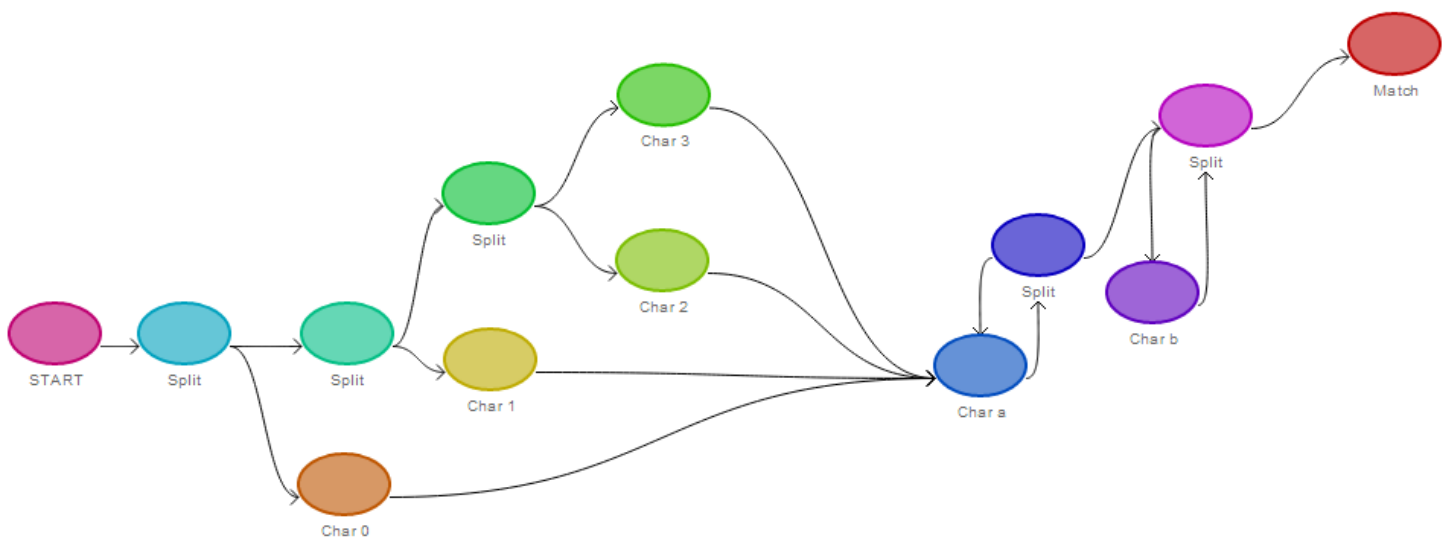 START
Split
Split
Char 0
Split
Char 1
Char 3
Char 2
Char a
Split
Char b
Split
Match